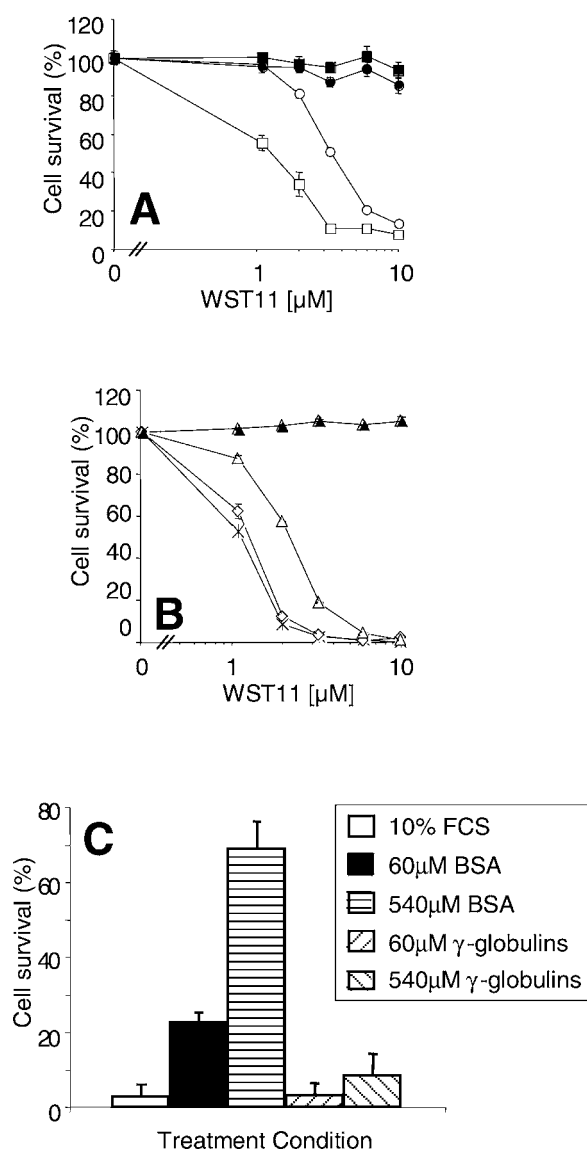 120
100
80
60
40
20
0
Cell survival (%)
A
0
1
10
WST11 [µM]
120
100
80
60
40
20
0
Cell survival (%)
B
0
1
10
WST11 [µM]
80
60
40
20
0
Cell survival (%)
C
10% FCS
60µM BSA
540µM BSA
60µM γ-globulins
540µM γ-globulins
Treatment Condition